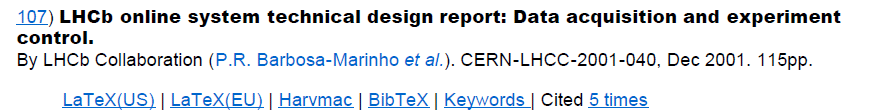 107) LHCb online system technical design report: Data acquisition and experiment
control.
By LHCb Collaboration (P.R. Barbosa-Marinho et al.). CERN-LHCC-2001-040, Dec 2001. 115pp.
LaTeX(US) | LaTeX(EU) | Harvmac | BibTeX | Keywords | Cited 5 times